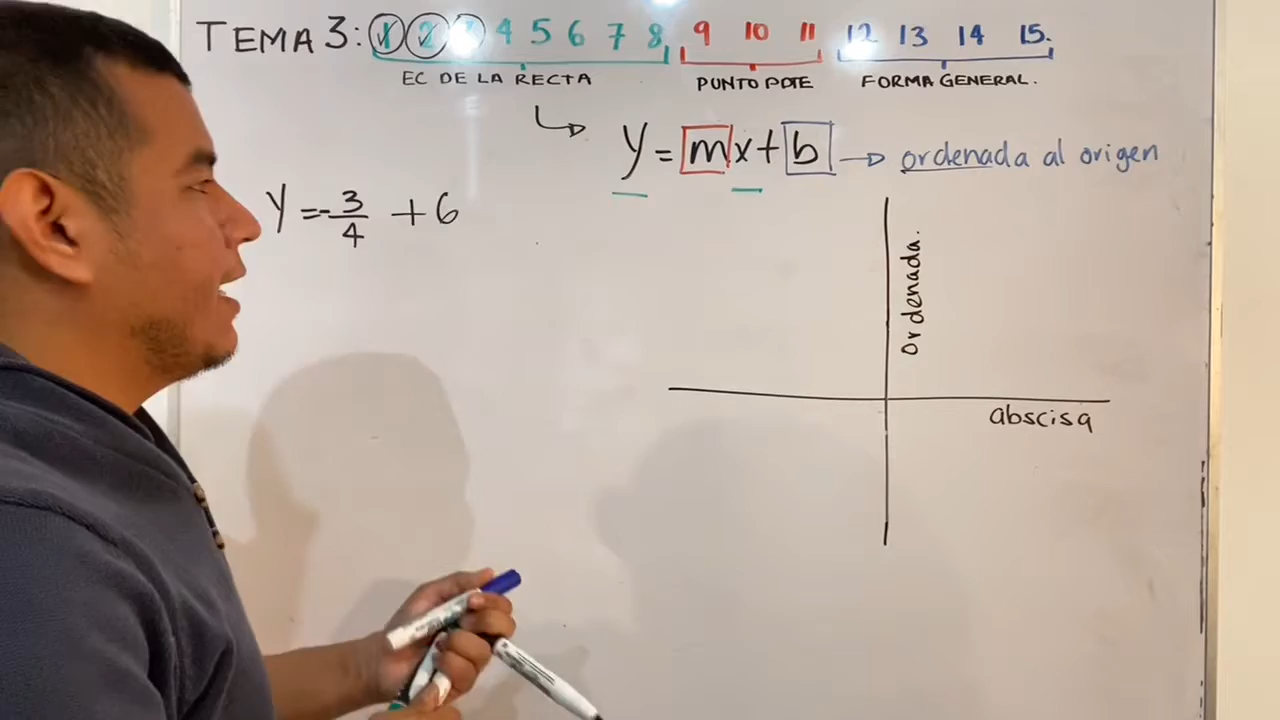 TEMA 3: 1 2 3 4 5 6 7 8 9 10 11 12 13 14 15.
EC DE LA RECTA PUNTO PDTE FORMA GENERAL.
y = mx + b → ordenada al origen
y = -3/4 + 6
Ordenada.
abscisa